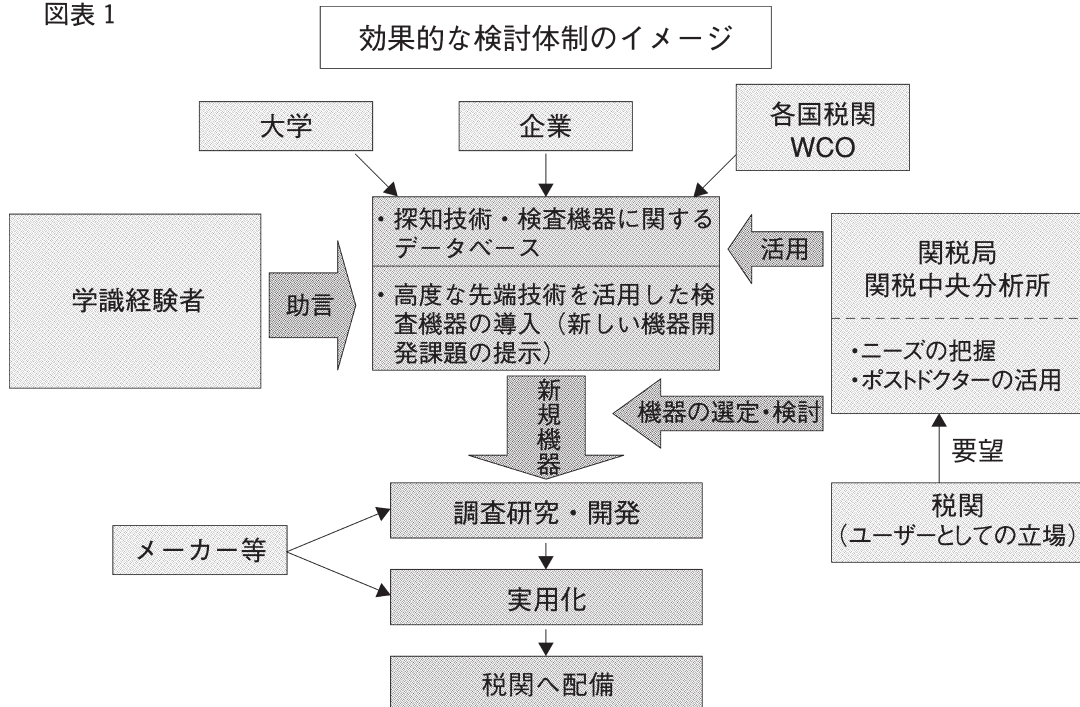 図表 1
効果的な検討体制のイメージ
大学
企業
各国税関
WCO
・探知技術・検査機器に関する
データベース
活用
関税局
関税中央分析所
学識経験者
助言
・高度な先端技術を活用した検
査機器の導入（新しい機器開
発課題の提示）
・ニーズの把握
・ポストドクターの活用
新規機器
機器の選定・検討
要望
調査研究・開発
税関
（ユーザーとしての立場）
メーカー等
実用化
税関へ配備